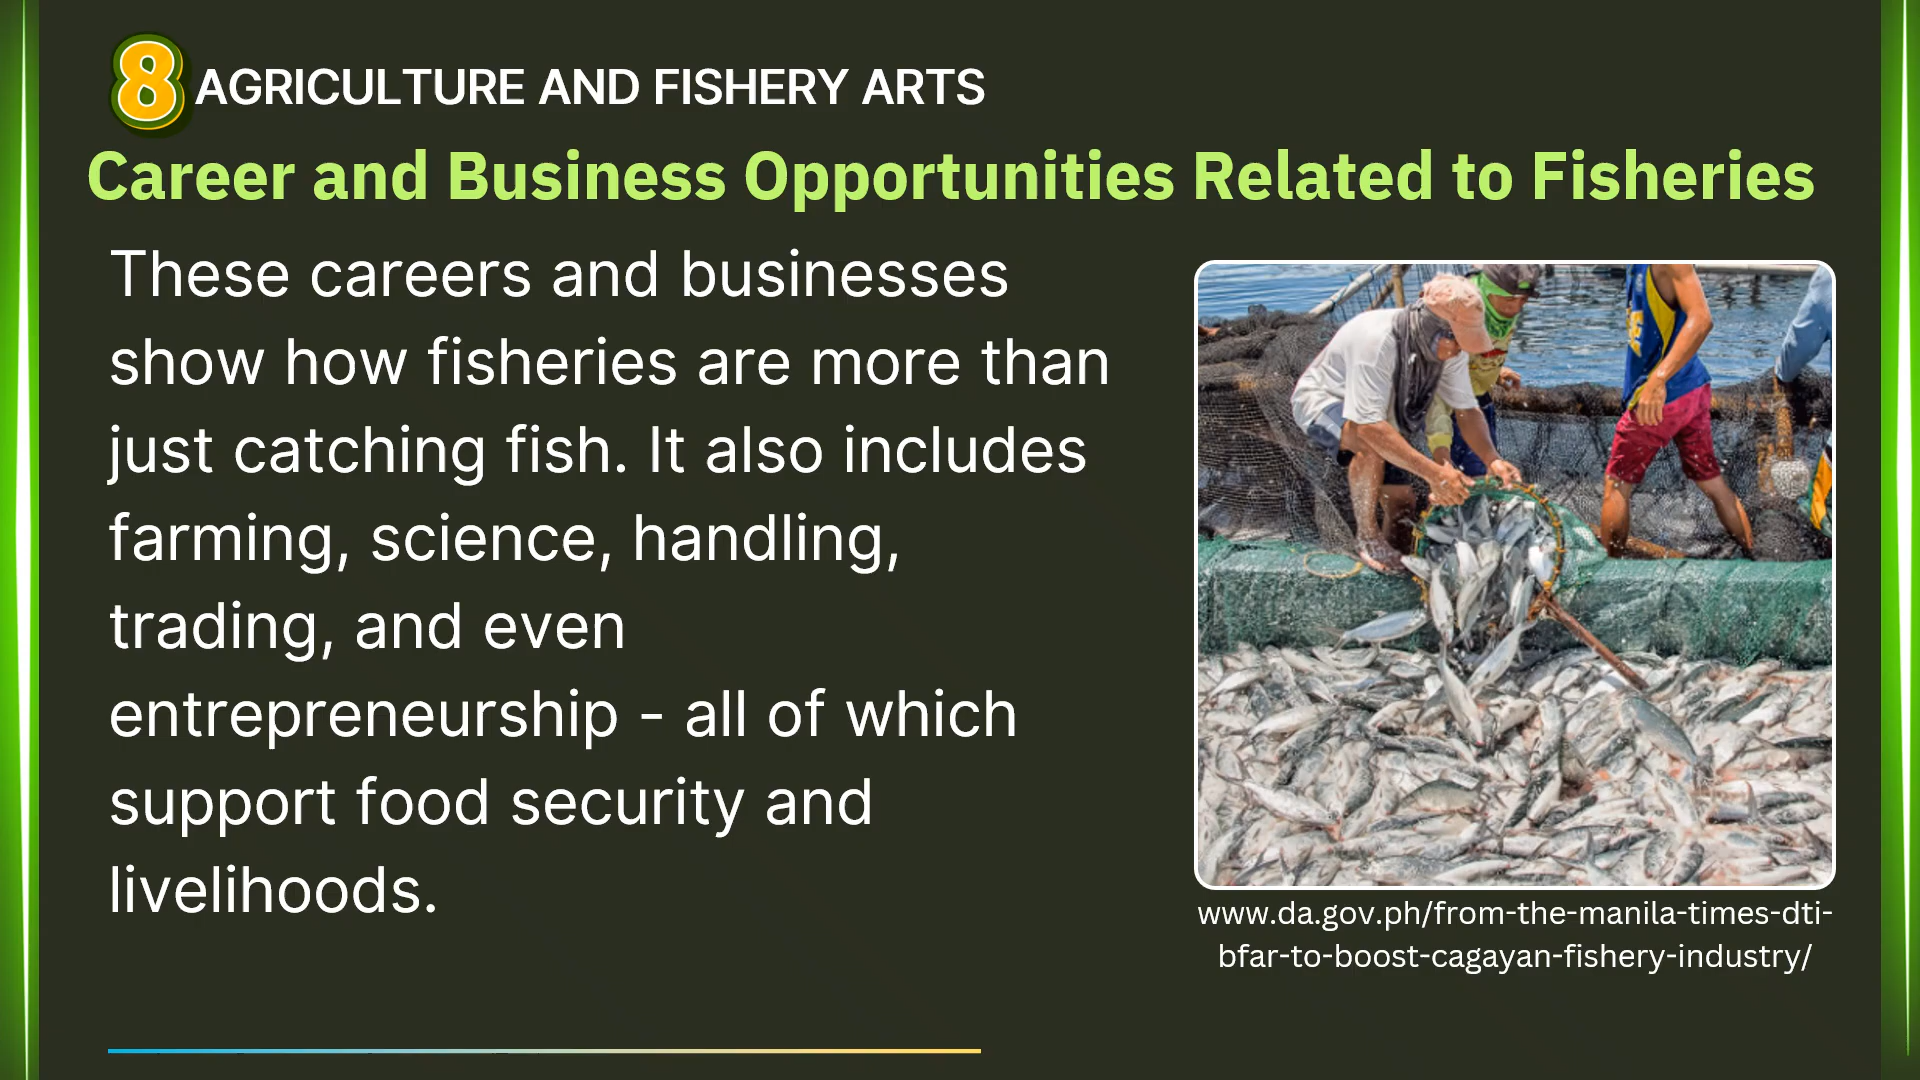 8 AGRICULTURE AND FISHERY ARTS
Career and Business Opportunities Related to Fisheries
These careers and businesses
show how fisheries are more than
just catching fish. It also includes
farming, science, handling,
trading, and even
entrepreneurship - all of which
support food security and
livelihoods.
www.da.gov.ph/from-the-manila-times-dti-
bfar-to-boost-cagayan-fishery-industry/